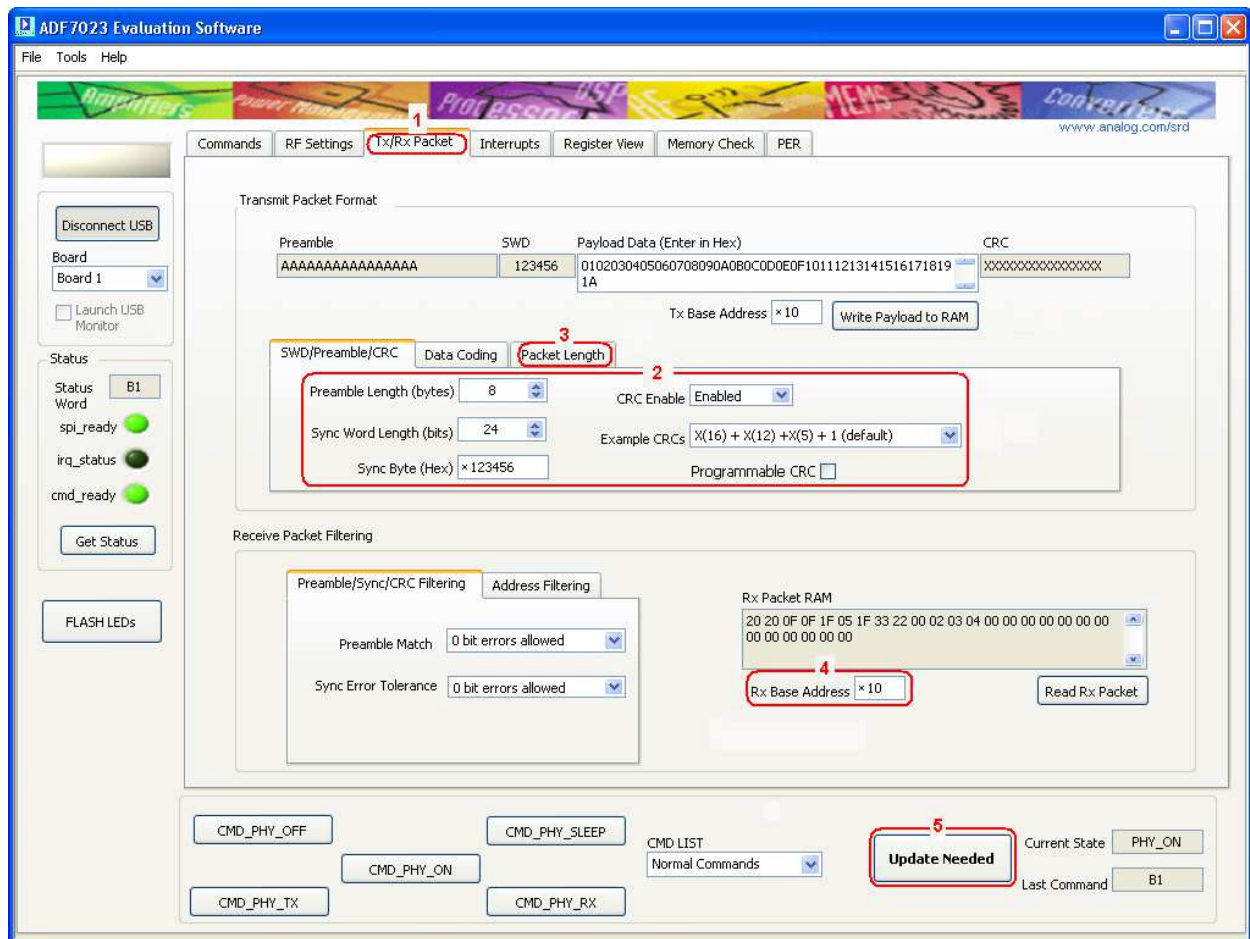 ADF7023 Evaluation Software
File Tools Help
Amplifiers Power Management Processors DSP RF MEMS Converters
www.analog.com/srd
1
Commands RF Settings Tx/Rx Packet Interrupts Register View Memory Check PER
Disconnect USB
Board
Board 1
Launch USB
Monitor
Status
Status
Word
B1
spi_ready
irq_status
cmd_ready
Get Status
FLASH LEDs
Transmit Packet Format
Preamble SWD Payload Data (Enter in Hex) CRC
AAAAAAAAAAAAAAAA 123456 0102030405060708090A0B0C0D0E0F10111213141516171819 XXXXXXXXXXXXXXXX
1A
Tx Base Address ×10 Write Payload to RAM
3
SWD/Preamble/CRC Data Coding Packet Length
2
Preamble Length (bytes) 8 CRC Enable Enabled
Sync Word Length (bits) 24 Example CRCs X(16) + X(12) +X(5) + 1 (default)
Sync Byte (Hex) ×123456 Programmable CRC
Receive Packet Filtering
Preamble/Sync/CRC Filtering Address Filtering
Preamble Match 0 bit errors allowed
Sync Error Tolerance 0 bit errors allowed
Rx Packet RAM
20 20 0F 0F 1F 05 1F 33 22 00 02 03 04 00 00 00 00 00 00 00
00 00 00 00 00 00
4
Rx Base Address ×10 Read Rx Packet
CMD_PHY_OFF CMD_PHY_SLEEP
CMD_PHY_ON
CMD_PHY_TX CMD_PHY_RX
CMD LIST
Normal Commands
5
Update Needed
Current State PHY_ON
Last Command B1